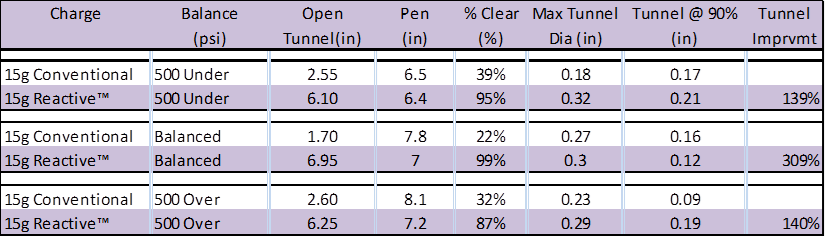 Charge Balance (psi) Open Tunnel(in) Pen (in) % Clear (%) Max Tunnel Dia (in) Tunnel @ 90% (in) Tunnel Imprvmt
15g Conventional 500 Under 2.55 6.5 39% 0.18 0.17
15g Reactive™ 500 Under 6.10 6.4 95% 0.32 0.21 139%
15g Conventional Balanced 1.70 7.8 22% 0.27 0.16
15g Reactive™ Balanced 6.95 7 99% 0.3 0.12 309%
15g Conventional 500 Over 2.60 8.1 32% 0.23 0.09
15g Reactive™ 500 Over 6.25 7.2 87% 0.29 0.19 140%